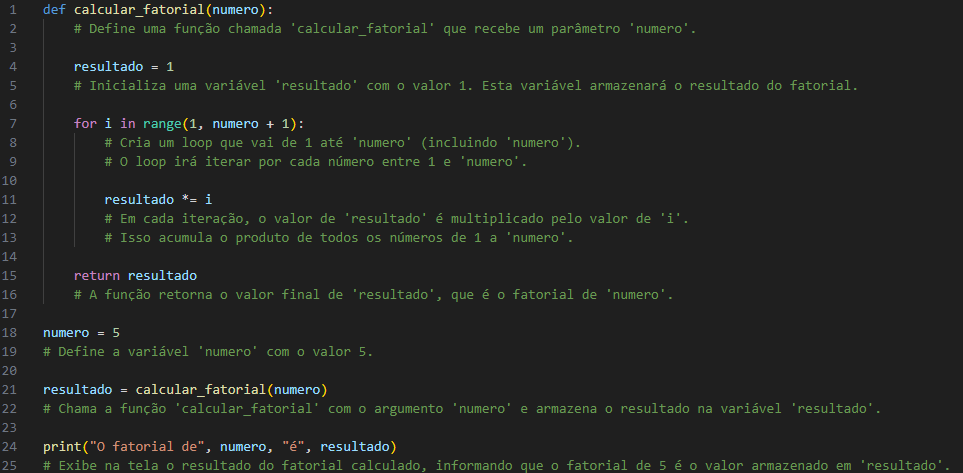 1 def calcular_fatorial(numero):
2 # Define uma função chamada 'calcular_fatorial' que recebe um parâmetro 'numero'.
3
4 resultado = 1
5 # Inicializa uma variável 'resultado' com o valor 1. Esta variável armazenará o resultado do fatorial.
6
7 for i in range(1, numero + 1):
8 # Cria um loop que vai de 1 até 'numero' (incluindo 'numero').
9 # O loop irá iterar por cada número entre 1 e 'numero'.
10
11 resultado *= i
12 # Em cada iteração, o valor de 'resultado' é multiplicado pelo valor de 'i'.
13 # Isso acumula o produto de todos os números de 1 a 'numero'.
14
15 return resultado
16 # A função retorna o valor final de 'resultado', que é o fatorial de 'numero'.
17
18 numero = 5
19 # Define a variável 'numero' com o valor 5.
20
21 resultado = calcular_fatorial(numero)
22 # Chama a função 'calcular_fatorial' com o argumento 'numero' e armazena o resultado na variável 'resultado'.
23
24 print("O fatorial de", numero, "é", resultado)
25 # Exibe na tela o resultado do fatorial calculado, informando que o fatorial de 5 é o valor armazenado em 'resultado'.